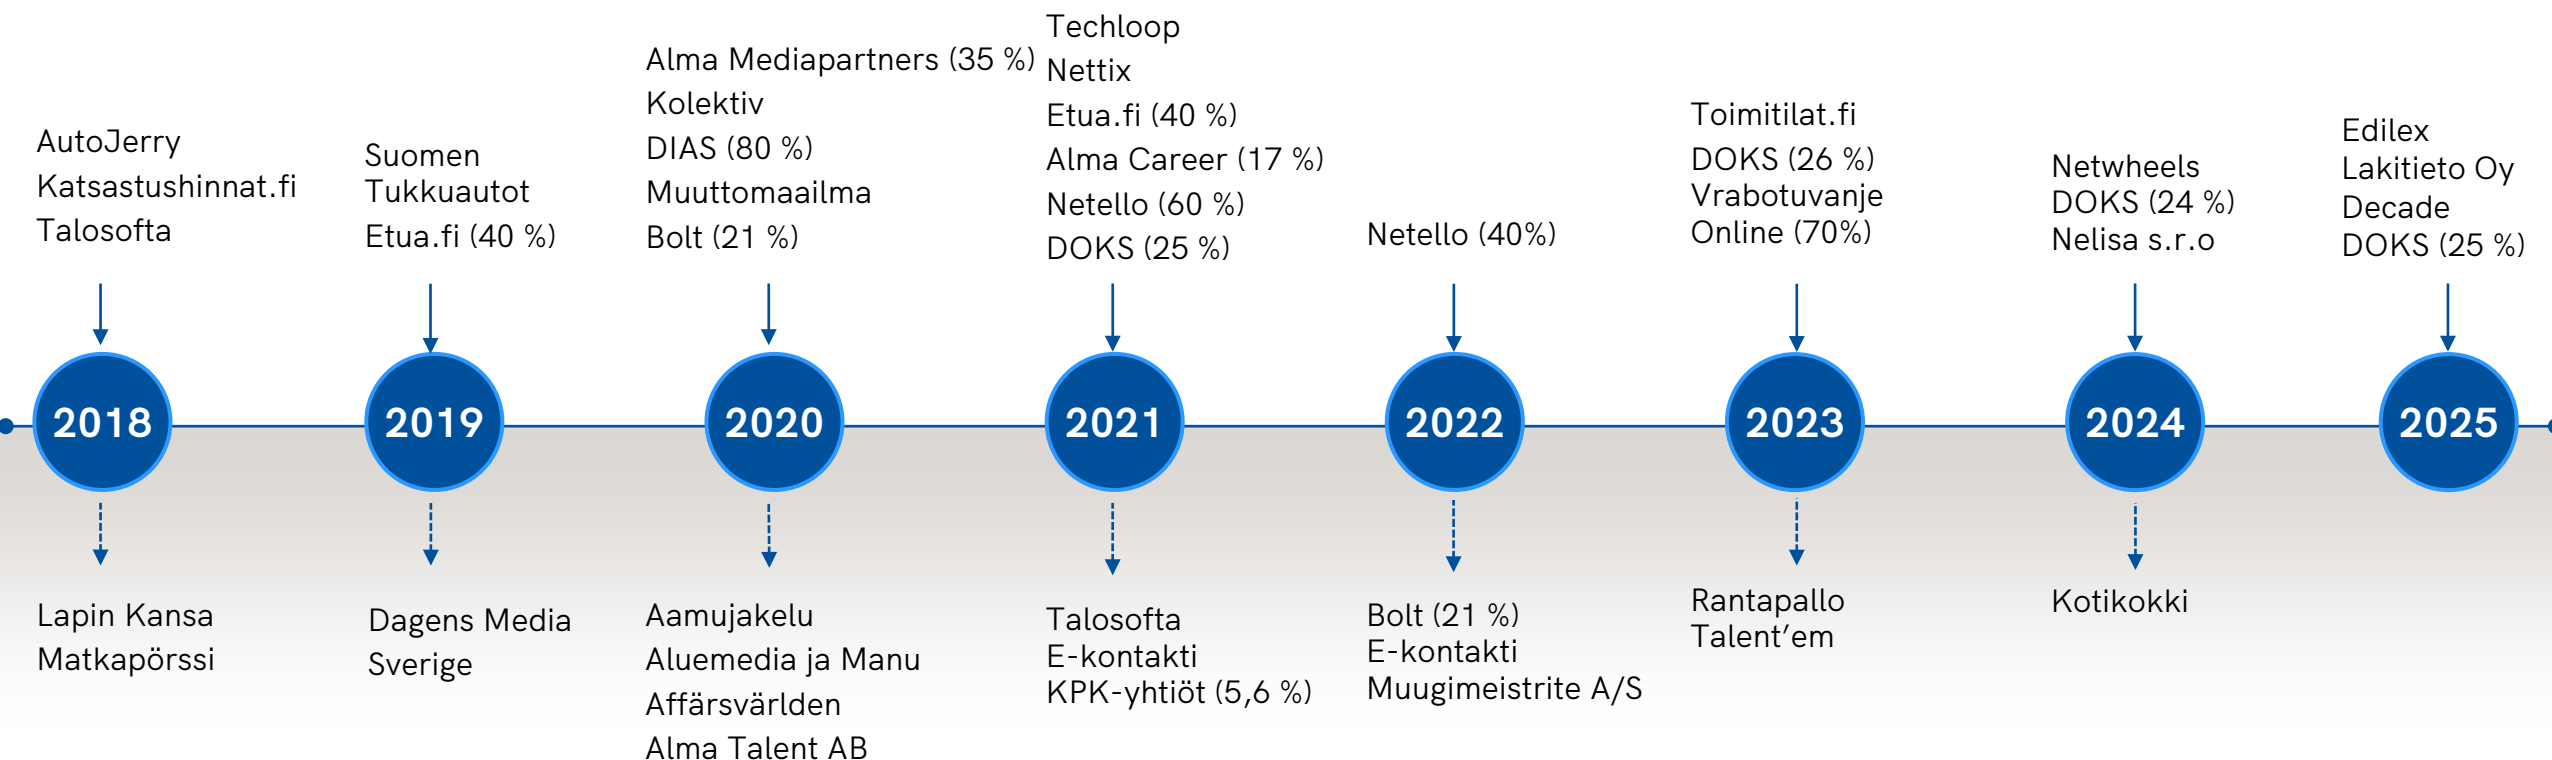 AutoJerry
Katsastushinnat.fi
Talosofta
Suomen
Tukkuautot
Etua.fi (40 %)
Alma Mediapartners (35 %)
Kolektiv
DIAS (80 %)
Muuttomaailma
Bolt (21 %)
Techloop
Nettix
Etua.fi (40 %)
Alma Career (17 %)
Netello (60 %)
DOKS (25 %)
Netello (40%)
Toimitilat.fi
DOKS (26 %)
Vrabotuvanje
Online (70%)
Netwheels
DOKS (24 %)
Nelisa s.r.o
Edilex
Lakitieto Oy
Decade
DOKS (25 %)
2018
2019
2020
2021
2022
2023
2024
2025
Lapin Kansa
Matkapörssi
Dagens Media
Sverige
Aamujakelu
Aluemedia ja Manu
Affärsvärlden
Alma Talent AB
Talosofta
E-kontakti
KPK-yhtiöt (5,6 %)
Bolt (21 %)
E-kontakti
Muugimeistrite A/S
Rantapallo
Talent’em
Kotikokki